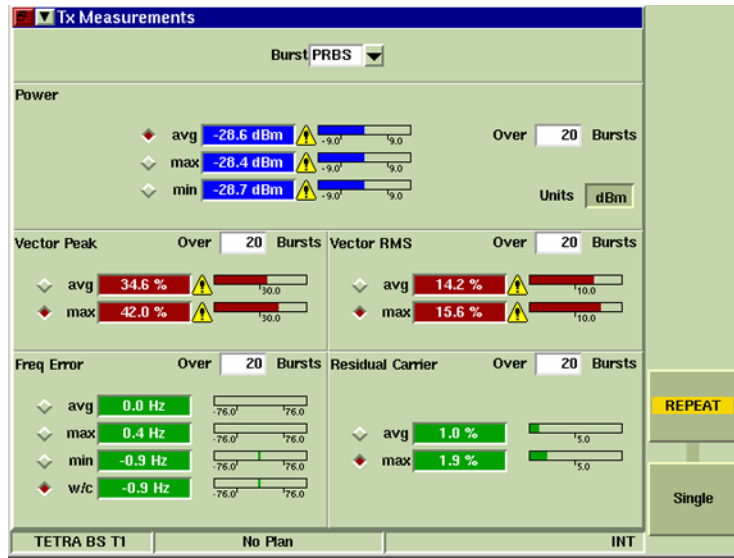 Tx Measurements
Burst PRBS
Power
avg -28.6 dBm -9.0 9.0 Over 20 Bursts
max -28.4 dBm -9.0 9.0
min -28.7 dBm -9.0 9.0
Units dBm
Vector Peak Over 20 Bursts
avg 34.6 % 30.0
max 42.0 % 30.0
Vector RMS Over 20 Bursts
avg 14.2 % 10.0
max 15.6 % 10.0
Freq Error Over 20 Bursts
avg 0.0 Hz -76.0 76.0
max 0.4 Hz -76.0 76.0
min -0.9 Hz -76.0 76.0
w/c -0.9 Hz -76.0 76.0
Residual Carrier Over 20 Bursts
avg 1.0 % 5.0
max 1.9 % 5.0
REPEAT
Single
TETRA BS T1 No Plan INT